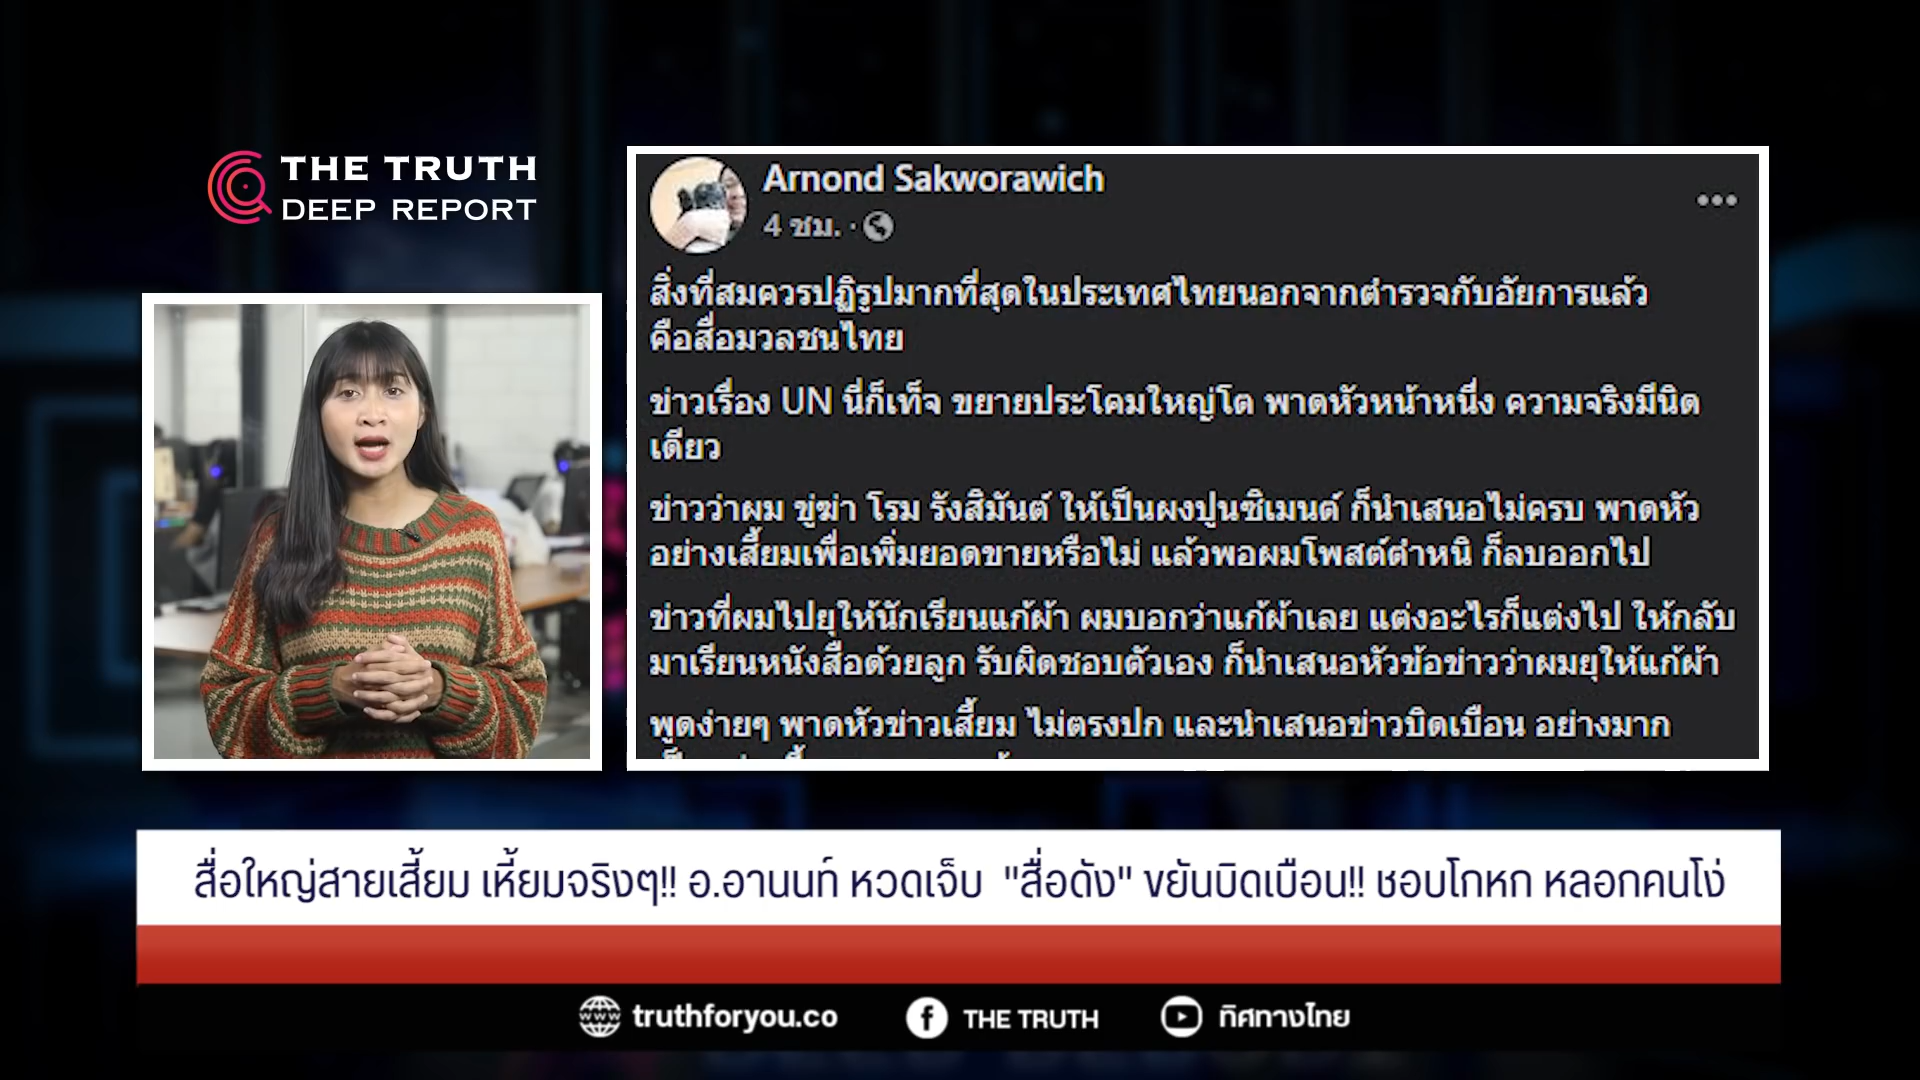 THE TRUTH
DEEP REPORT
Arnond Sakworawich
4 ชม. ·
สิ่งที่สมควรปฏิรูปมากที่สุดในประเทศไทยนอกจากตำรวจกับอัยการแล้ว
คือสื่อมวลชนไทย
ข่าวเรื่อง UN นี่ก็เท็จ ขยายประโคมใหญ่โต พาดหัวหน้าหนึ่ง ความจริงมีนิด
เดียว
ข่าวว่าผม ขู่ฆ่า โรม รังสิมันต์ ให้เป็นผงปูนซิเมนต์ ก็นำเสนอไม่ครบ พาดหัว
อย่างเสี้ยมเพื่อเพิ่มยอดขายหรือไม่ แล้วพอผมโพสต์ตำหนิ ก็ลบออกไป
ข่าวที่ผมไปยุให้นักเรียนแก้ผ้า ผมบอกว่าแก้ผ้าเลย แต่งอะไรก็แต่งไป ให้กลับ
มาเรียนหนังสือด้วยลูก รับผิดชอบตัวเอง ก็นำเสนอหัวข้อข่าวว่าผมยุให้แก้ผ้า
พูดง่ายๆ พาดหัวข่าวเสี้ยม ไม่ตรงปก และนำเสนอข่าวบิดเบือน อย่างมาก
สื่อใหญ่สายเสี้ยม เหี้ยมจริงๆ!! อ.อานนท์ หวดเจ็บ "สื่อดัง" ขยันบิดเบือน!! ชอบโกหก หลอกคนโง่
www truthforyou.co THE TRUTH ทิศทางไทย